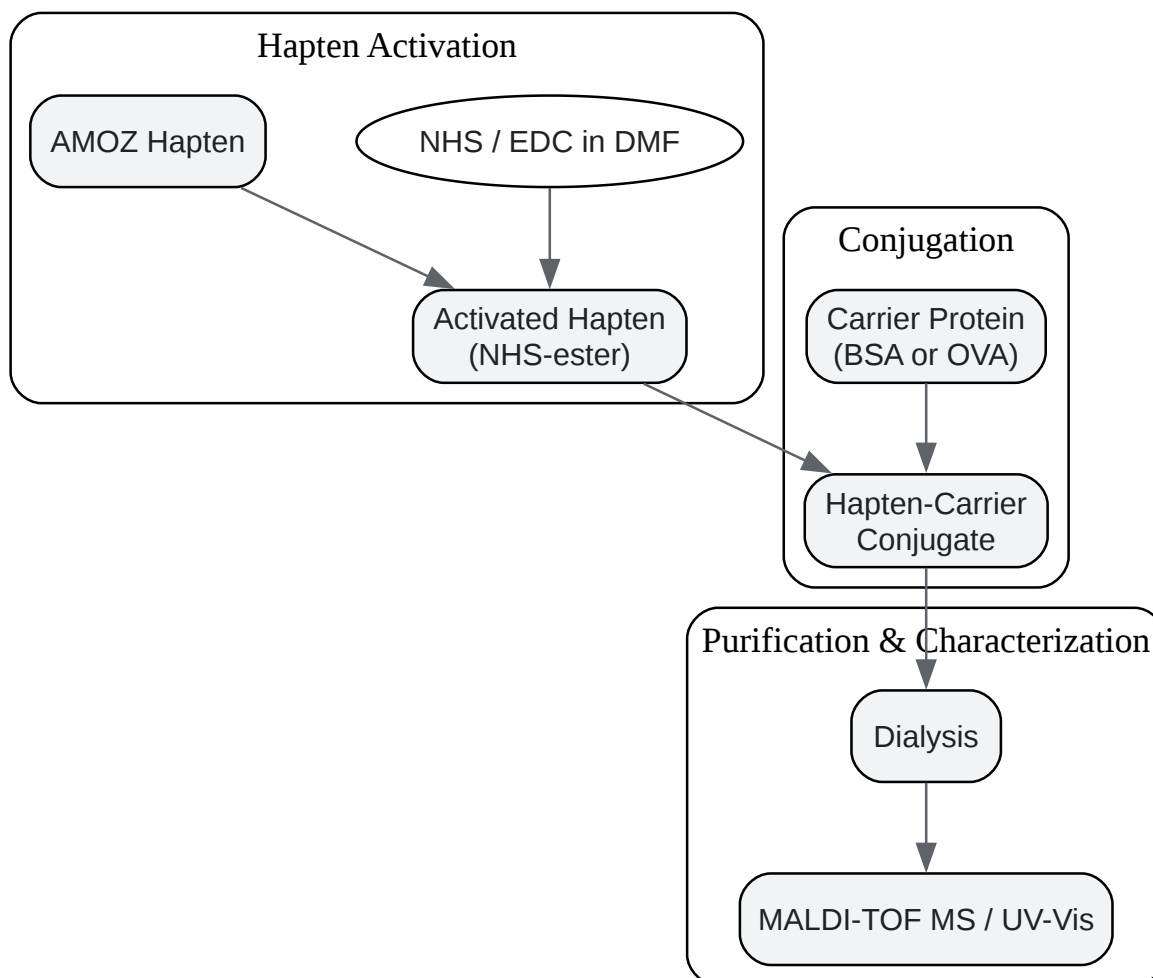 Hapten Activation
AMOZ Hapten
NHS / EDC in DMF
Activated Hapten
(NHS-ester)
Conjugation
Carrier Protein
(BSA or OVA)
Hapten-Carrier
Conjugate
Purification & Characterization
Dialysis
MALDI-TOF MS / UV-Vis